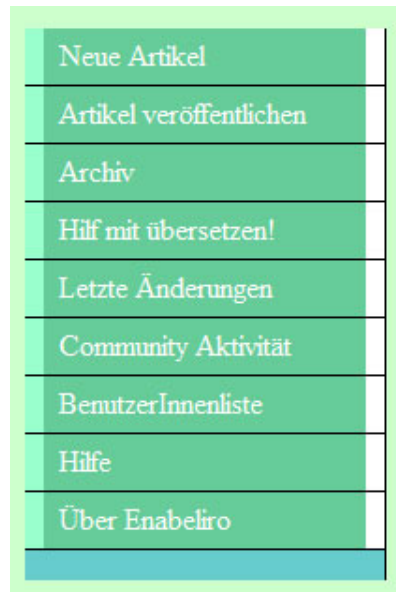 Neue Artikel
Artikel veröffentlichen
Archiv
Hilf mit übersetzen!
Letzte Änderungen
Community Aktivität
BenutzerInnenliste
Hilfe
Über Enabeliro